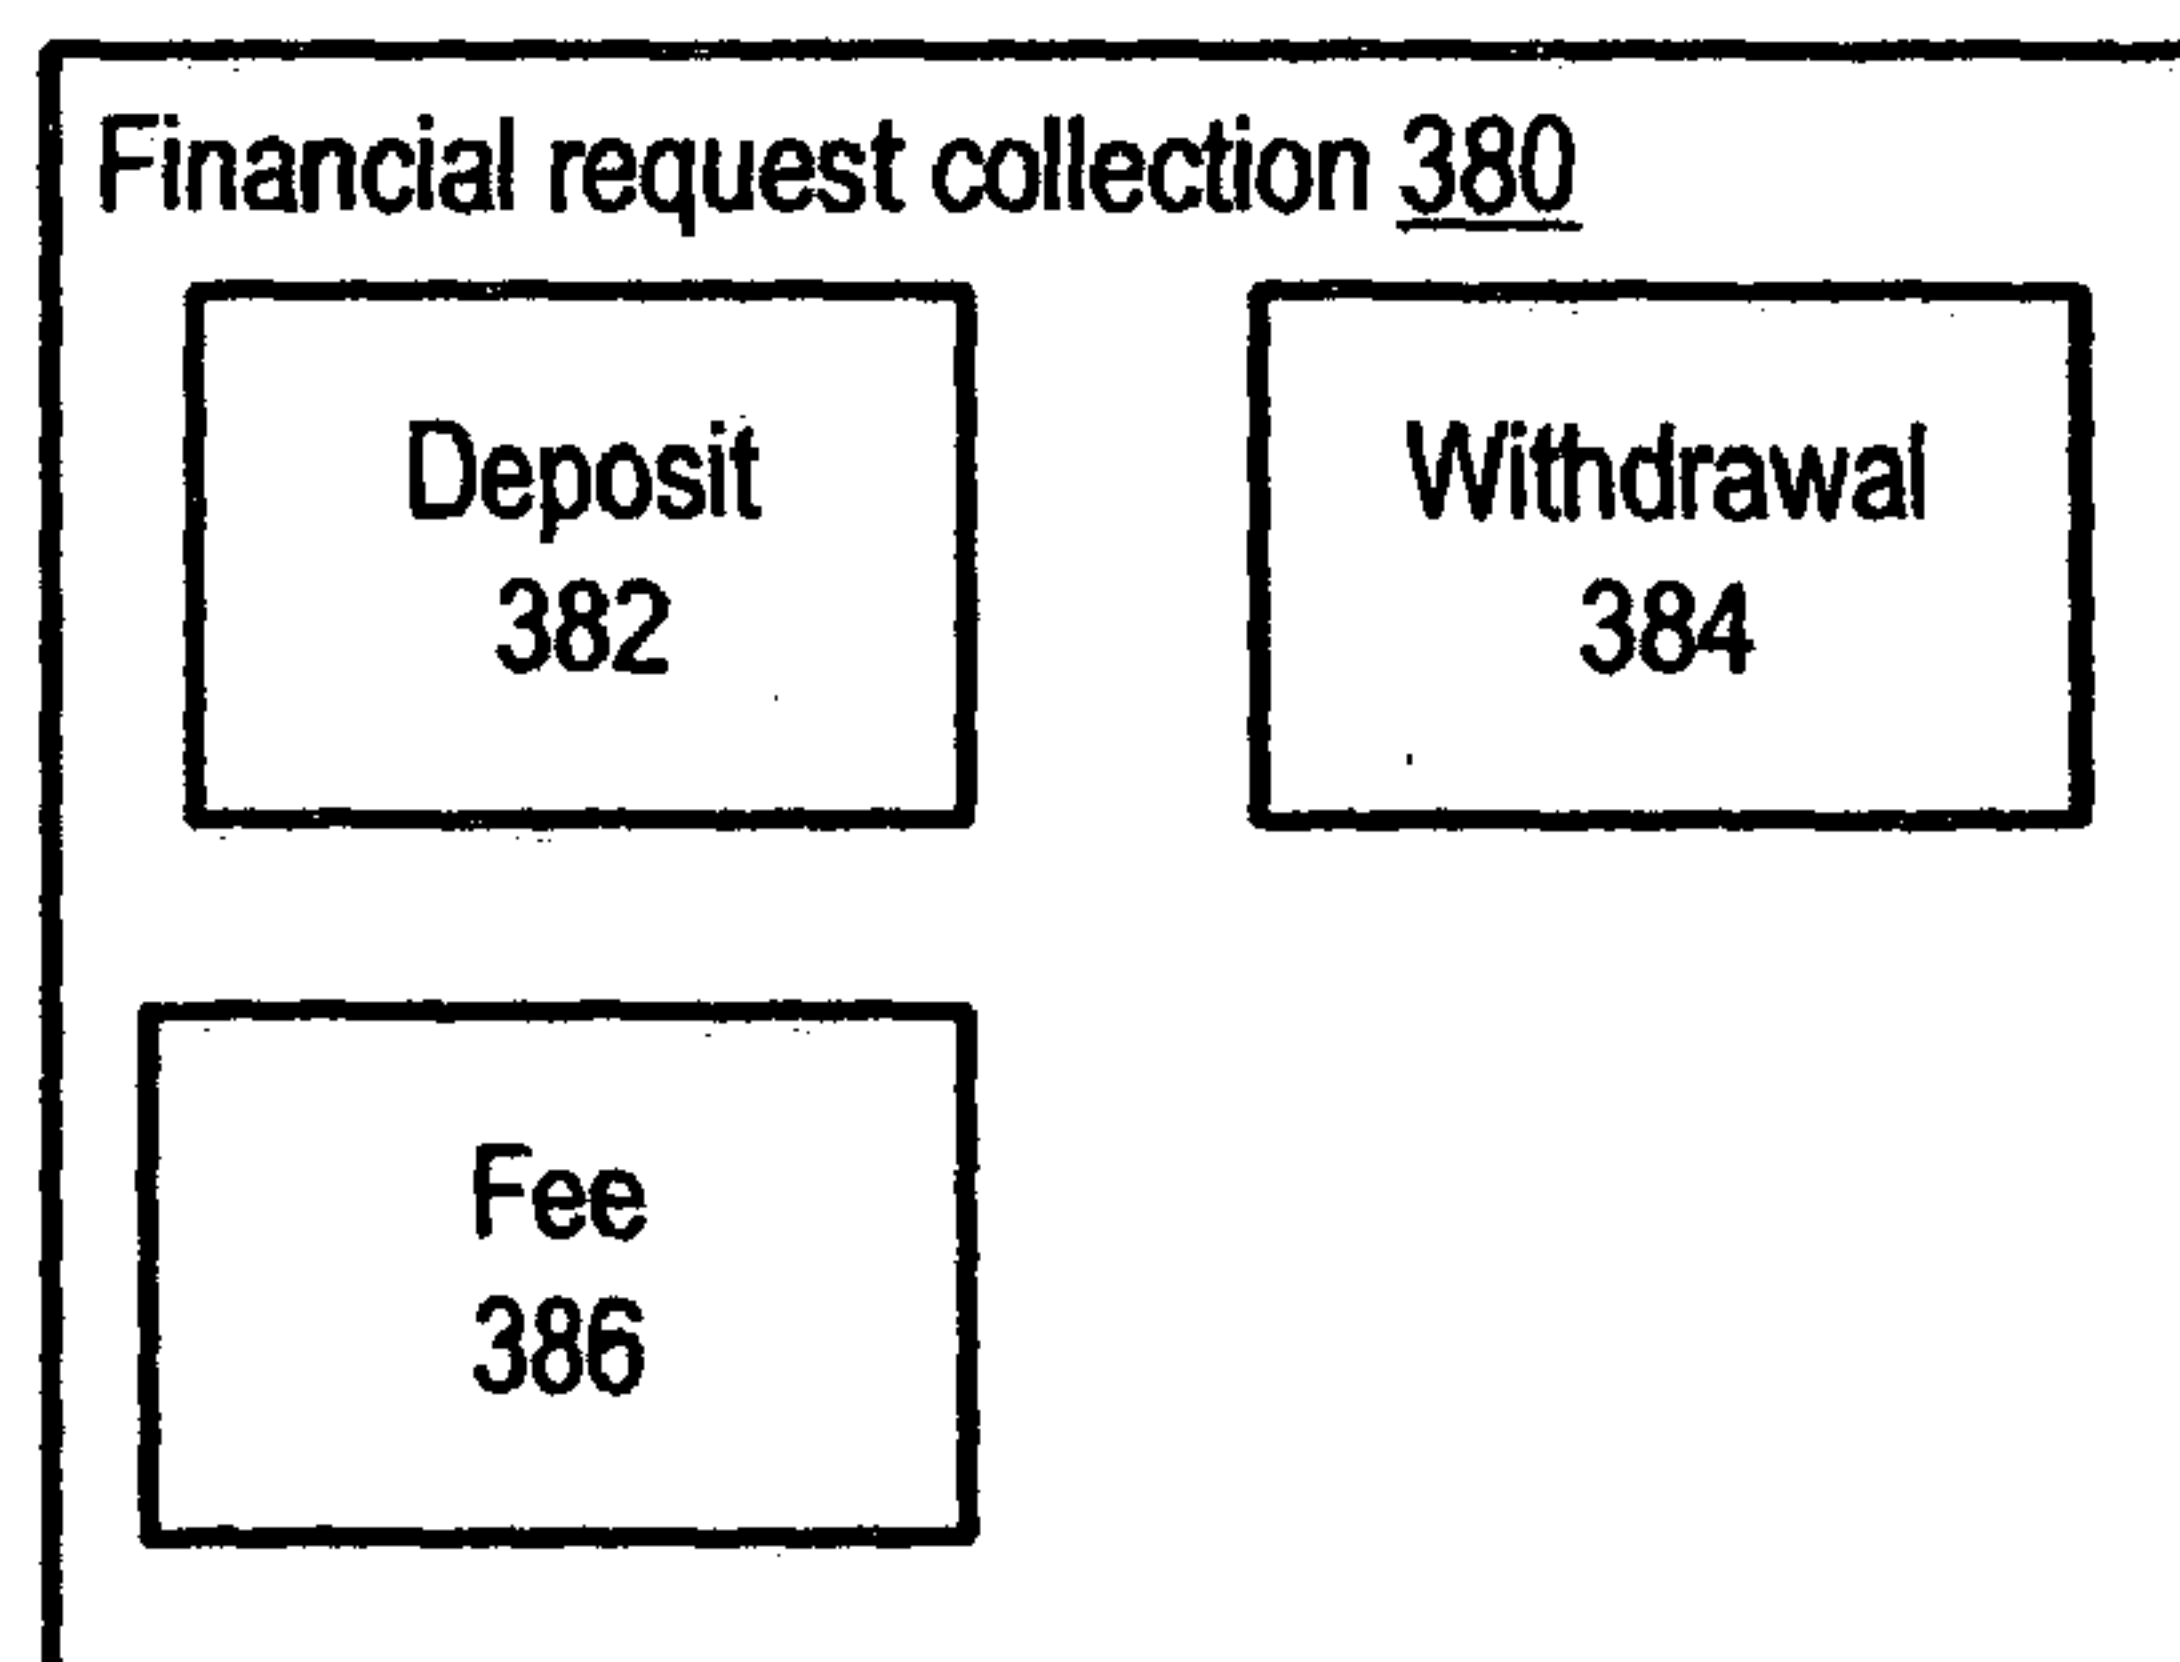 Financial request collection 380
Deposit
382
Withdrawal
384
Fee
386